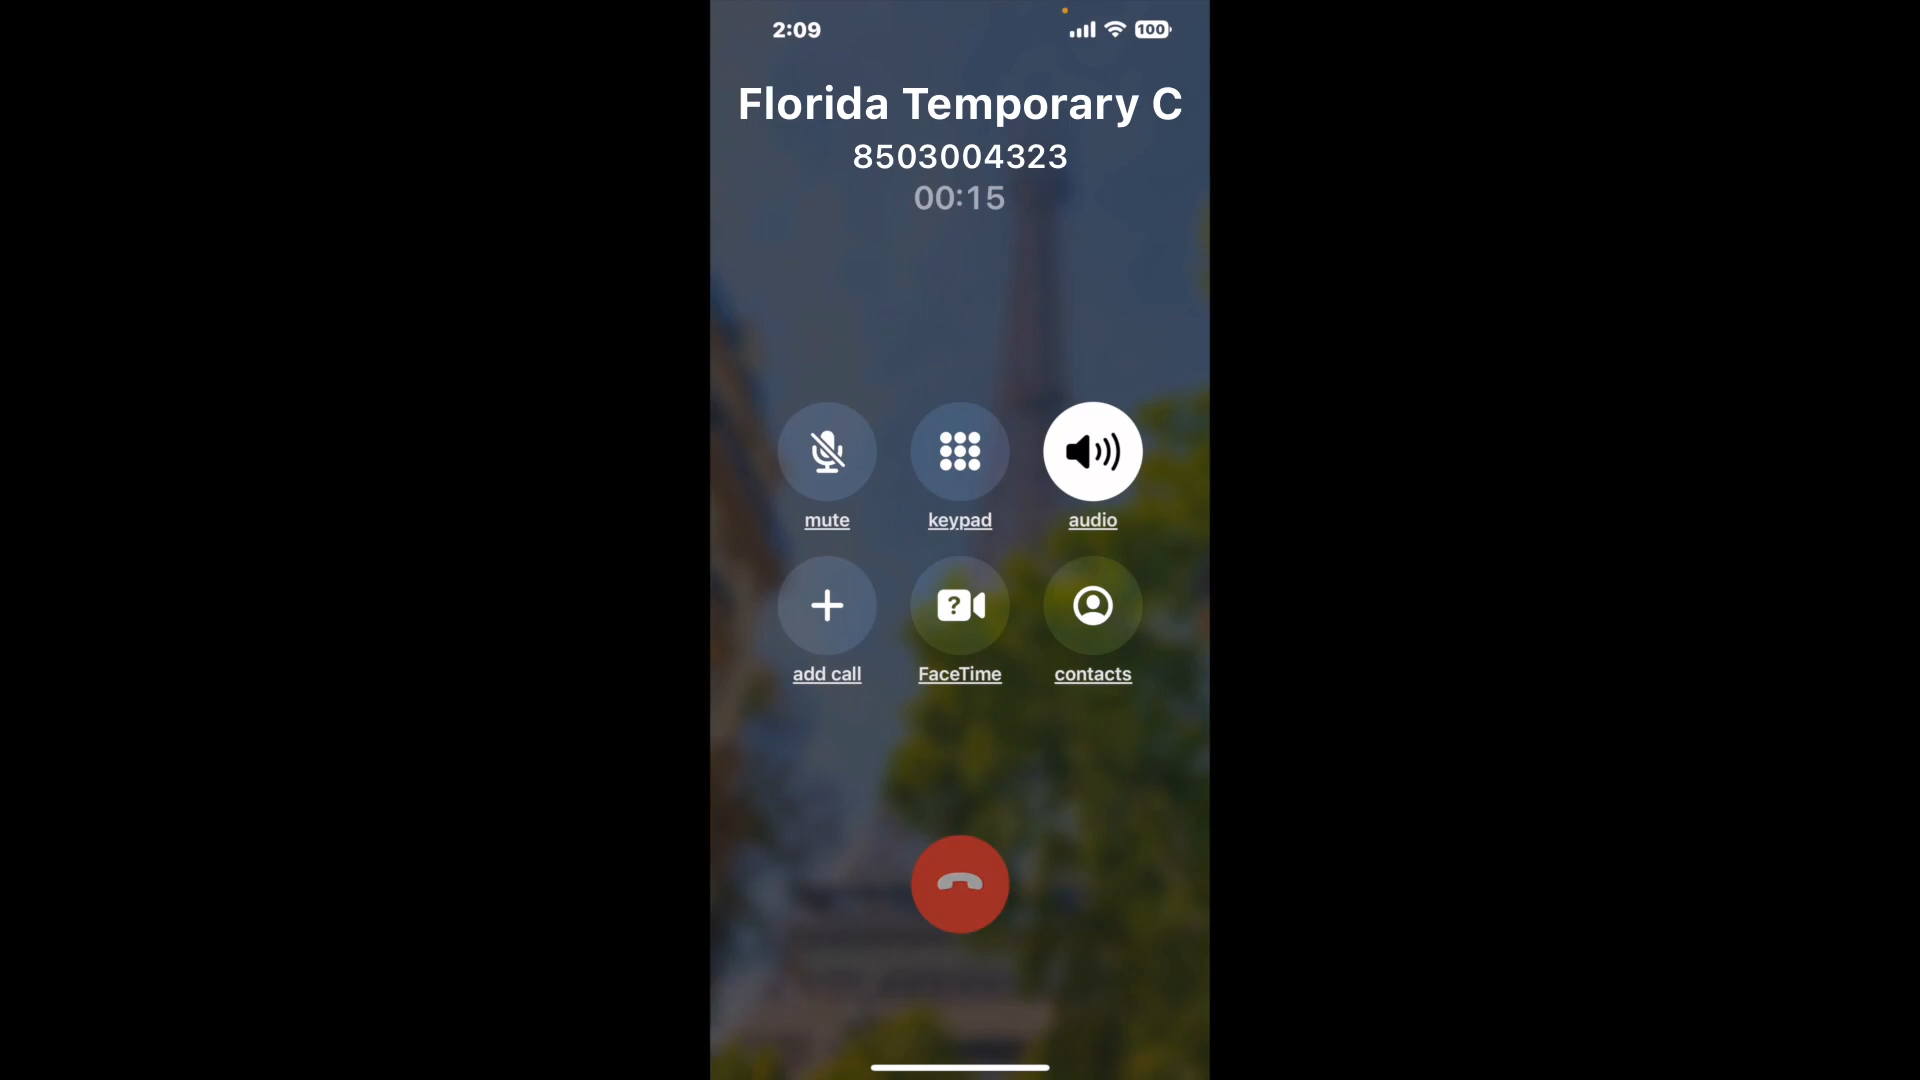 2:09
100
Florida Temporary C
8503004323
00:15
mute
keypad
audio
?
add call
FaceTime
contacts